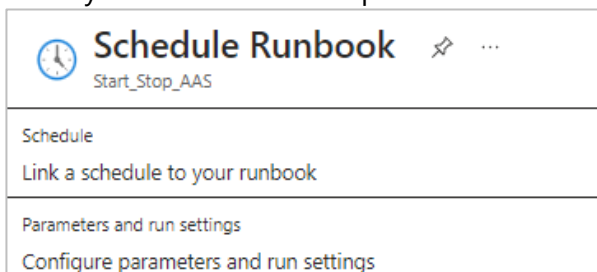 Schedule Runbook
Start_Stop_AAS
Schedule
Link a schedule to your runbook
Parameters and run settings
Configure parameters and run settings